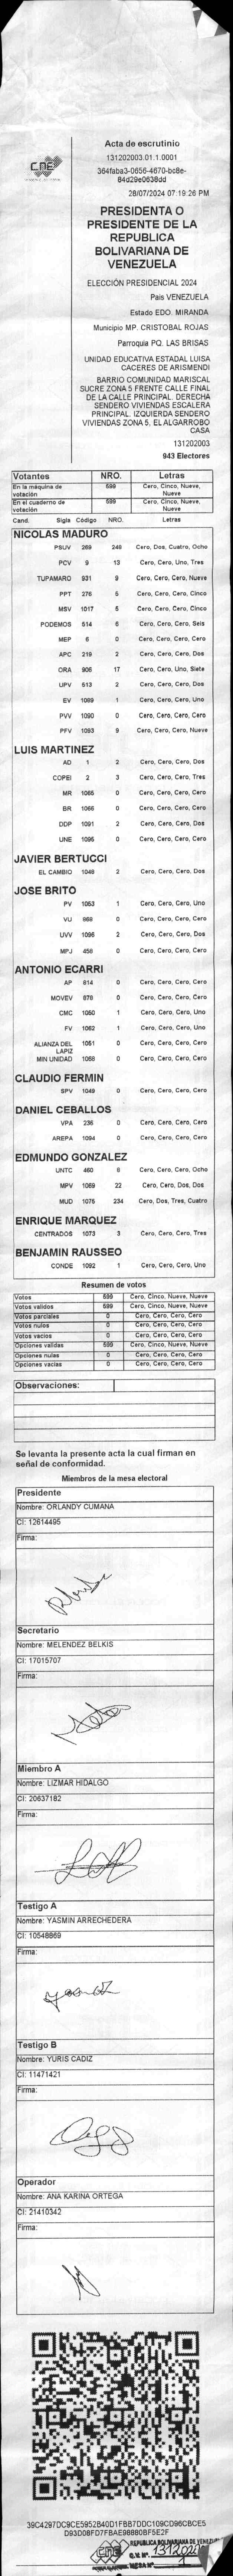 CNE
Acta de escrutinio
131202003.01.1.0001
364faba3-0656-4670-bc8e-
84d29e0638dd
28/07/2024 07:19:26 PM
PRESIDENTA O
PRESIDENTE DE LA
REPUBLICA
BOLIVARIANA DE
VENEZUELA
ELECCIÓN PRESIDENCIAL 2024
Pais VENEZUELA
Estado EDO. MIRANDA
Municipio MP. CRISTOBAL ROJAS
Parroquia PQ. LAS BRISAS
UNIDAD EDUCATIVA ESTADAL LUISA
CACERES DE ARISMENDI
BARRIO COMUNIDAD MARISCAL
SUCRE ZONA 5 FRENTE CALLE FINAL
DE LA CALLE PRINCIPAL. DERECHA
SENDERO VIVIENDAS ESCALERA
PRINCIPAL. IZQUIERDA SENDERO
VIVIENDAS ZONA 5, EL ALGARROBO
CASA
131202003
943 Electores
Votantes NRO. Letras
En la máquina de votación 599 Cero, Cinco, Nueve, Nueve
En el cuaderno de votación 599 Cero, Cinco, Nueve, Nueve
Cand. Sigla Código NRO. Letras
NICOLAS MADURO
PSUV 269 248 Cero, Dos, Cuatro, Ocho
PCV 9 13 Cero, Cero, Uno, Tres
TUPAMARO 931 9 Cero, Cero, Cero, Nueve
PPT 276 5 Cero, Cero, Cero, Cinco
MSV 1017 5 Cero, Cero, Cero, Cinco
PODEMOS 514 6 Cero, Cero, Cero, Seis
MEP 6 0 Cero, Cero, Cero, Cero
APC 219 2 Cero, Cero, Cero, Dos
ORA 906 17 Cero, Cero, Uno, Siete
UPV 513 2 Cero, Cero, Cero, Dos
EV 1089 1 Cero, Cero, Cero, Uno
PVV 1090 0 Cero, Cero, Cero, Cero
PFV 1093 9 Cero, Cero, Cero, Nueve
LUIS MARTINEZ
AD 1 2 Cero, Cero, Cero, Dos
COPEI 2 3 Cero, Cero, Cero, Tres
MR 1065 0 Cero, Cero, Cero, Cero
BR 1066 0 Cero, Cero, Cero, Cero
DDP 1091 2 Cero, Cero, Cero, Dos
UNE 1095 0 Cero, Cero, Cero, Cero
JAVIER BERTUCCI
EL CAMBIO 1048 2 Cero, Cero, Cero, Dos
JOSE BRITO
PV 1053 1 Cero, Cero, Cero, Uno
VU 868 0 Cero, Cero, Cero, Cero
UVV 1096 2 Cero, Cero, Cero, Dos
MPJ 458 0 Cero, Cero, Cero, Cero
ANTONIO ECARRI
AP 814 0 Cero, Cero, Cero, Cero
MOVEV 878 0 Cero, Cero, Cero, Cero
CMC 1050 1 Cero, Cero, Cero, Uno
FV 1062 1 Cero, Cero, Cero, Uno
ALIANZA DEL LAPIZ 1051 0 Cero, Cero, Cero, Cero
MIN UNIDAD 1068 0 Cero, Cero, Cero, Cero
CLAUDIO FERMIN
SPV 1049 0 Cero, Cero, Cero, Cero
DANIEL CEBALLOS
VPA 236 0 Cero, Cero, Cero, Cero
AREPA 1094 0 Cero, Cero, Cero, Cero
EDMUNDO GONZALEZ
UNTC 460 8 Cero, Cero, Cero, Ocho
MPV 1069 22 Cero, Cero, Dos, Dos
MUD 1075 234 Cero, Dos, Tres, Cuatro
ENRIQUE MARQUEZ
CENTRADOS 1073 3 Cero, Cero, Cero, Tres
BENJAMIN RAUSSEO
CONDE 1092 1 Cero, Cero, Cero, Uno
Resumen de votos
Votos 599 Cero, Cinco, Nueve, Nueve
Votos validos 599 Cero, Cinco, Nueve, Nueve
Votos parciales 0 Cero, Cero, Cero, Cero
Votos nulos 0 Cero, Cero, Cero, Cero
Votos vacios 0 Cero, Cero, Cero, Cero
Opciones validas 599 Cero, Cinco, Nueve, Nueve
Opciones nulas 0 Cero, Cero, Cero, Cero
Opciones vacias 0 Cero, Cero, Cero, Cero
Observaciones:
Se levanta la presente acta la cual firman en
señal de conformidad.
Miembros de la mesa electoral
Presidente
Nombre: ORLANDY CUMANA
CI: 12614495
Firma:
Secretario
Nombre: MELENDEZ BELKIS
CI: 17015707
Firma:
Miembro A
Nombre: LIZMAR HIDALGO
CI: 20637182
Firma:
Testigo A
Nombre: YASMIN ARRECHEDERA
CI: 10548869
Firma:
Testigo B
Nombre: YURIS CADIZ
CI: 11471421
Firma:
Operador
Nombre: ANA KARINA ORTEGA
CI: 21410342
Firma:
39C4297DC9CE5952B40D1FBB7DDC109CD96CBCE5
D93D08FD7FBAE98880BF5E2F
CNE
REPUBLICA BOLIVARIANA DE VENEZUELA
C.V. Nº
MESA Nº 1